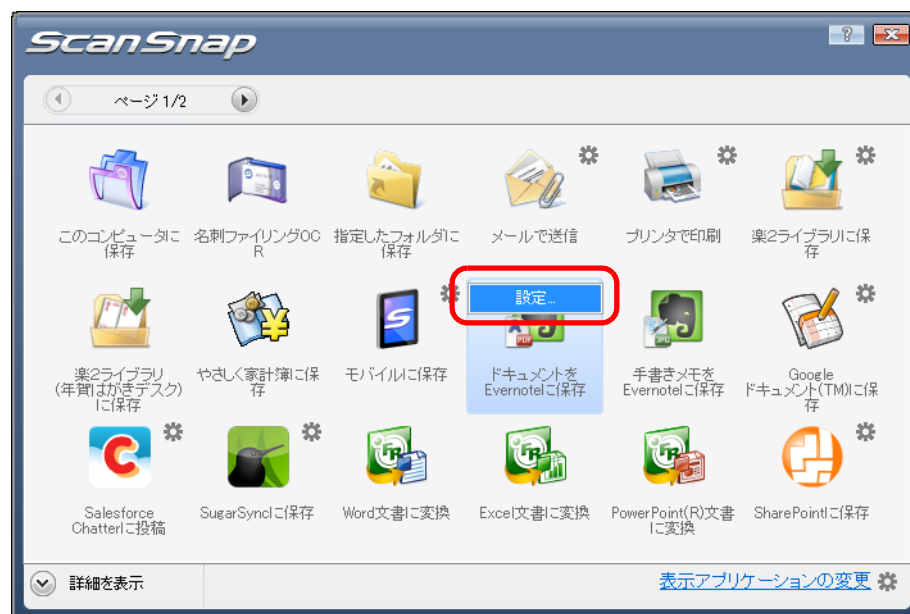 ScanSnap
ページ 1/2
このコンピュータに
保存
名刺ファイリングOC
R
指定したフォルダに
保存
メールで送信
プリンタで印刷
楽2ライブラリに保
存
設定...
楽2ライブラリ
(年賀はがきデスク)
に保存
やさしく家計簿に保
存
モバイルに保存
ドキュメントを
Evernoteに保存
手書きメモを
Evernoteに保存
Google
ドキュメント(TM)に保
存
Salesforce
Chatterに投稿
SugarSyncに保存
Word文書に変換
Excel文書に変換
PowerPoint(R)文書
に変換
SharePointに保存
詳細を表示
表示アプリケーションの変更